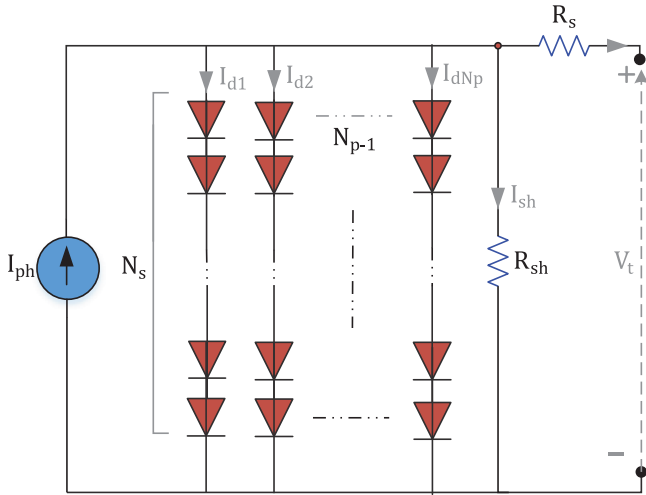 R_s
I_d1
I_d2
I_dNp
+
N_p-1
I_sh
I_ph
N_s
R_sh
V_t
−